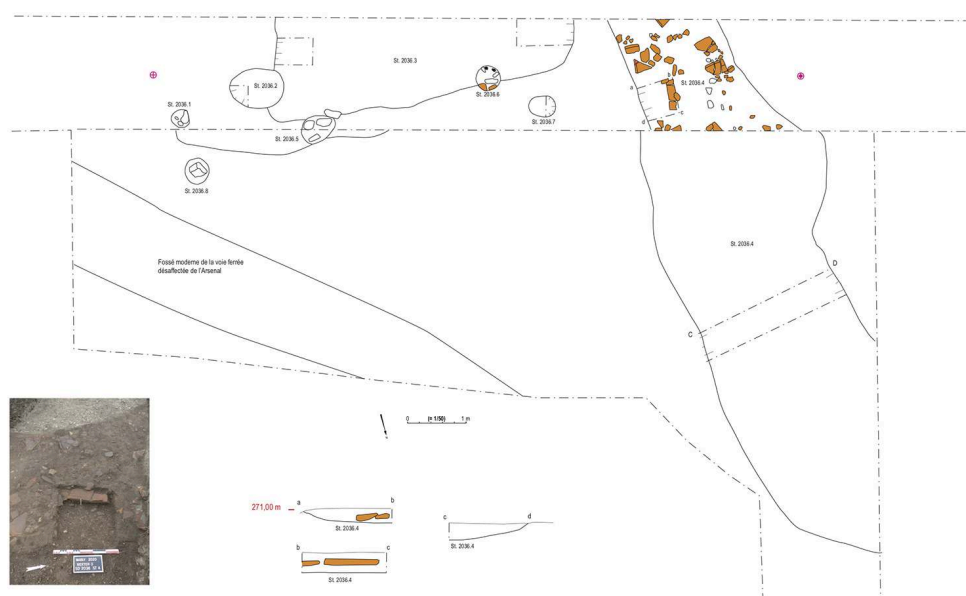 St. 2036.3
St. 2036.2
St. 2036.4
b
a
St. 2036.6
St. 2036.1
c
d
St. 2036.7
St. 2036.5
St. 2036.8
St. 2036.4
Fossé moderne de la voie ferrée
désaffectée de l'Arsenal
D
C
0 (= 1/50) 1 m
271,00 m
a
b
St. 2036.4
c
d
St. 2036.4
b
c
St. 2036.4